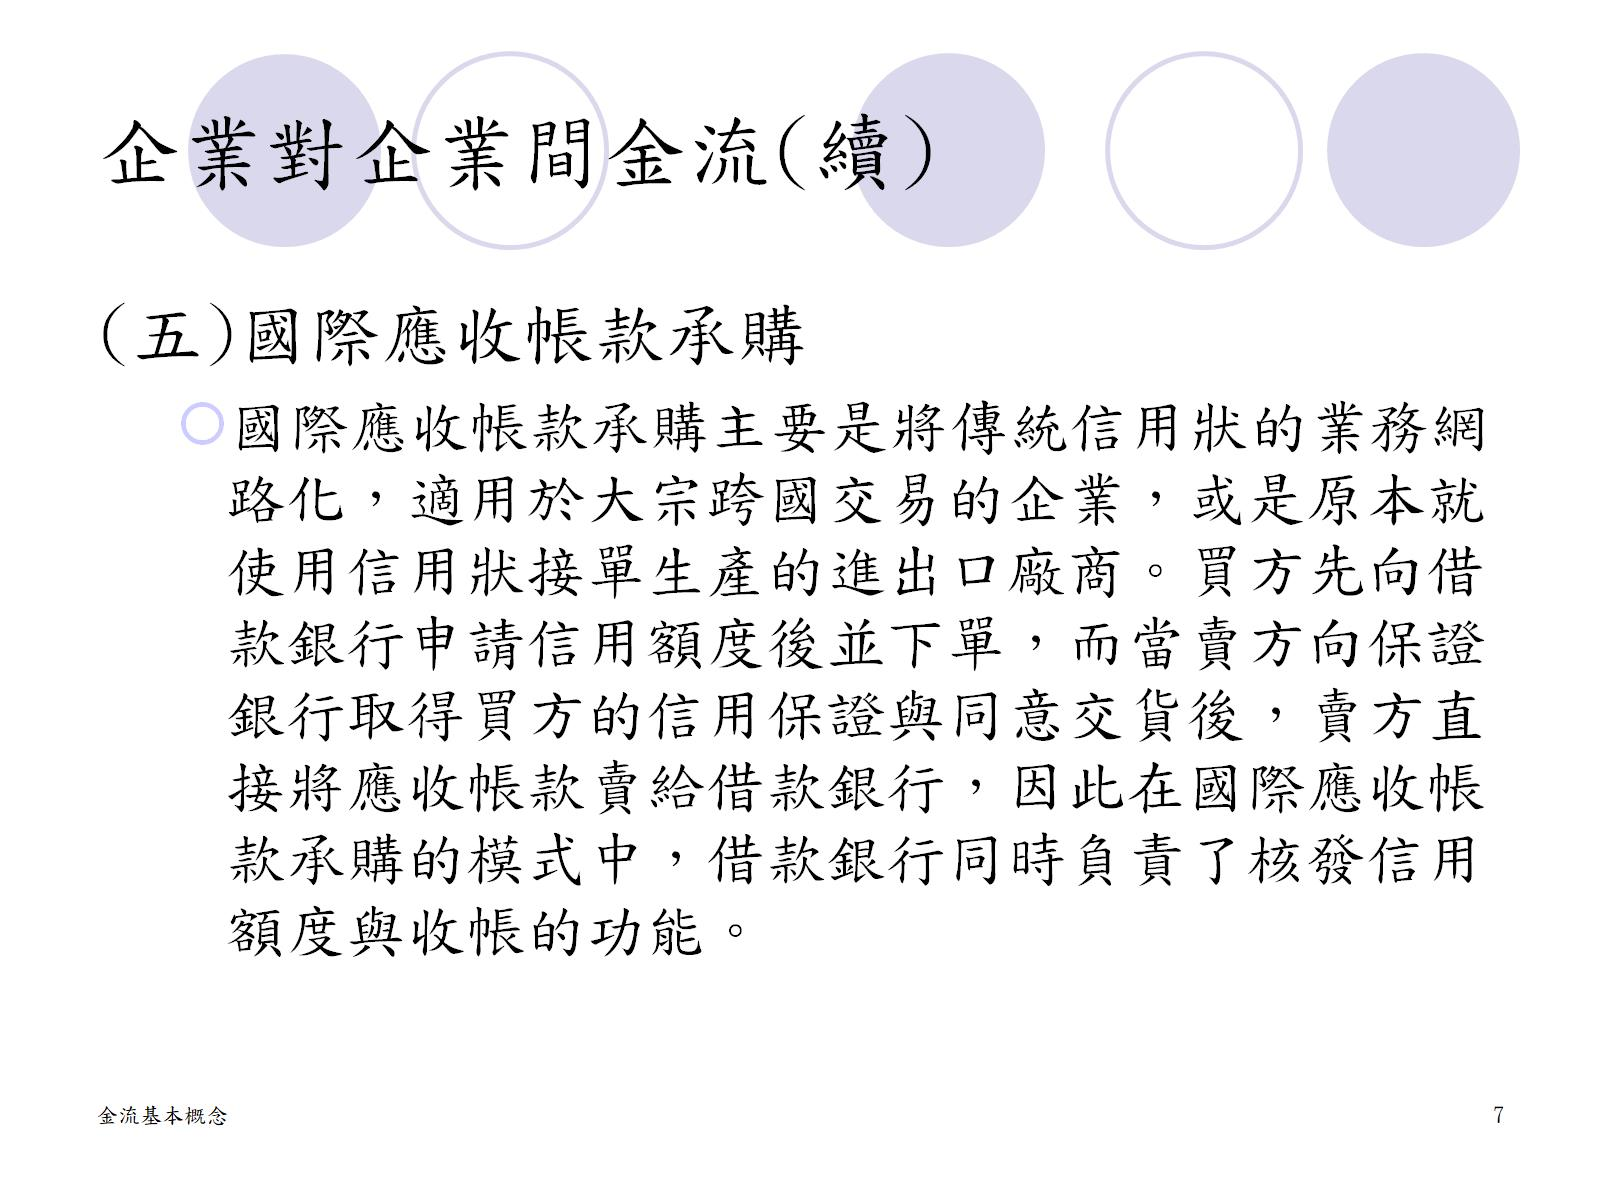 企業對企業間金流(續)
(五)國際應收帳款承購
國際應收帳款承購主要是將傳統信用狀的業務網
路化，適用於大宗跨國交易的企業，或是原本就
使用信用狀接單生產的進出口廠商。買方先向借
款銀行申請信用額度後並下單，而當賣方向保證
銀行取得買方的信用保證與同意交貨後，賣方直
接將應收帳款賣給借款銀行，因此在國際應收帳
款承購的模式中，借款銀行同時負責了核發信用
額度與收帳的功能。
金流基本概念
7